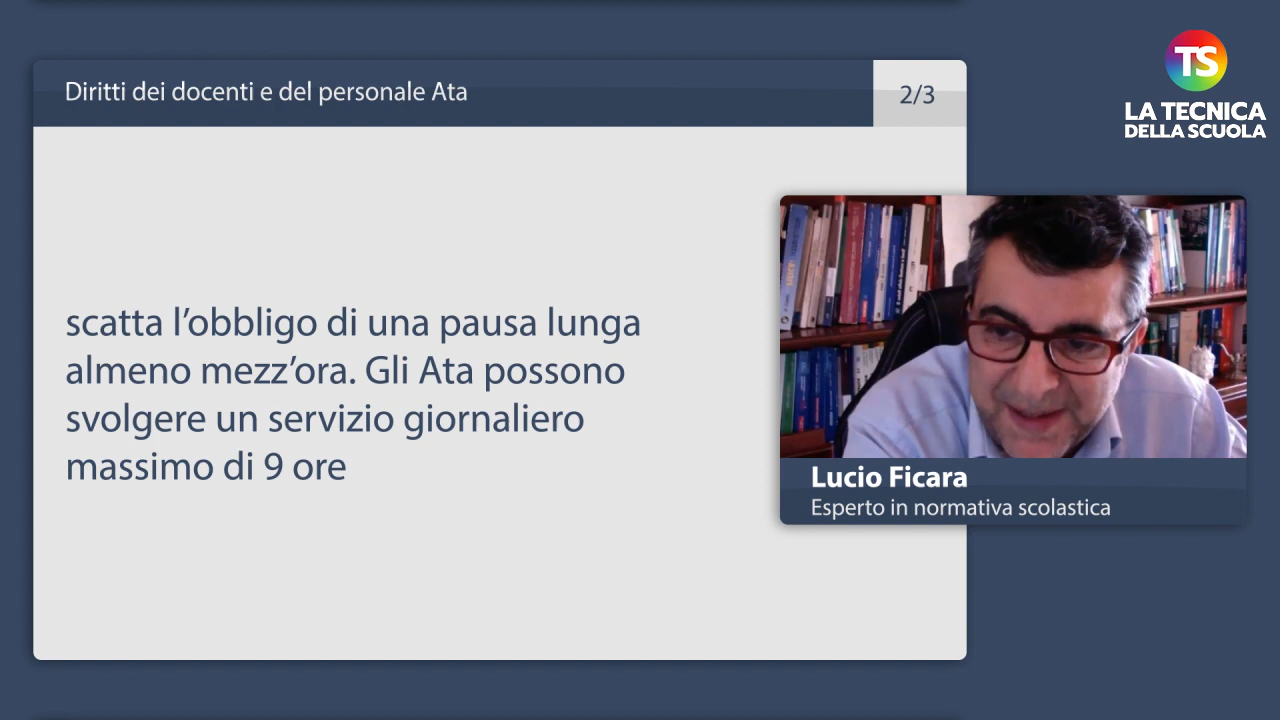 Diritti dei docenti e del personale Ata
2/3
TS
LA TECNICA
DELLA SCUOLA
scatta l’obbligo di una pausa lunga
almeno mezz’ora. Gli Ata possono
svolgere un servizio giornaliero
massimo di 9 ore
Lucio Ficara
Esperto in normativa scolastica